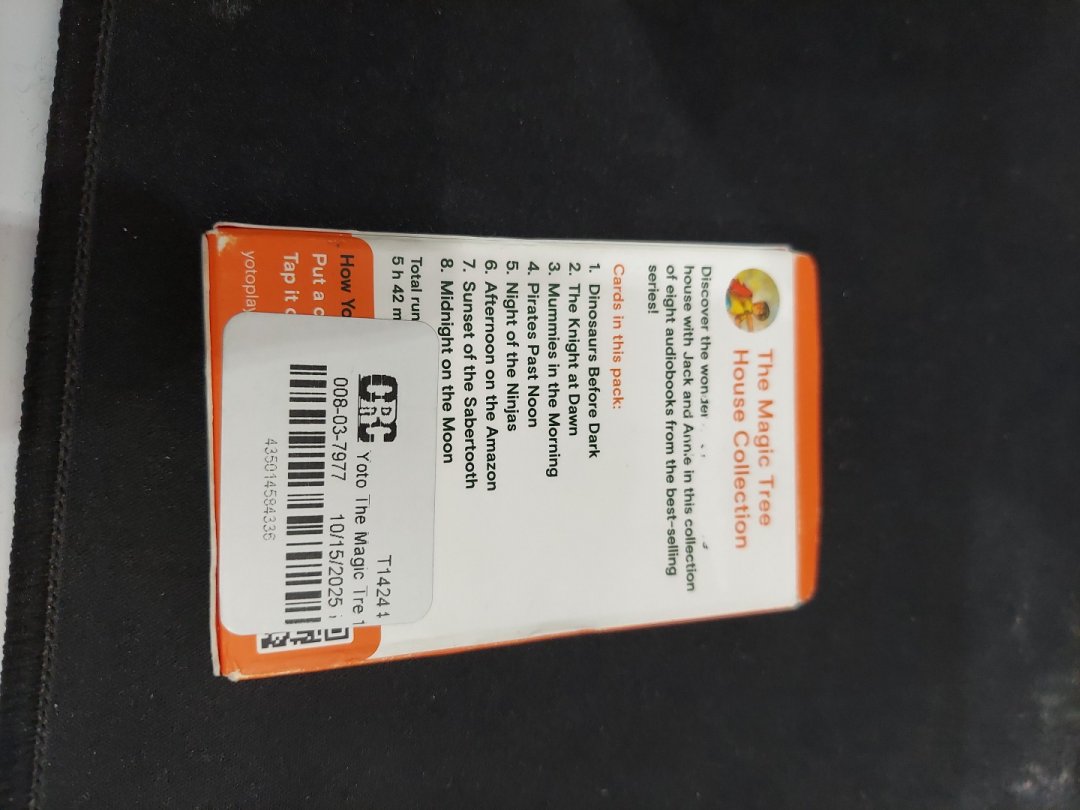 The Magic Tree
House Collection
Discover the wonder
house with Jack and Annie in this collection
of eight audiobooks from the best-selling
series!
Cards in this pack:
1. Dinosaurs Before Dark
2. The Knight at Dawn
3. Mummies in the Morning
4. Pirates Past Noon
5. Night of the Ninjas
6. Afternoon on the Amazon
7. Sunset of the Sabertooth
8. Midnight on the Moon
Total run
5 h 42 m
How Yo
Put a c
Tap it
yotoplay
T1424
CRC Yoto The Magic Tre
006-03-7977 10/15/2025
435014584336